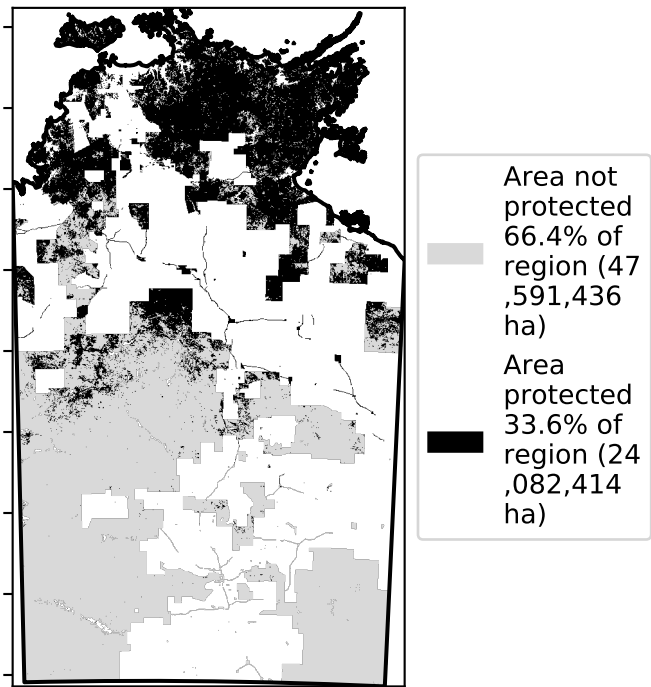 Area not
protected
66.4% of
region (47
,591,436
ha)
Area
protected
33.6% of
region (24
,082,414
ha)